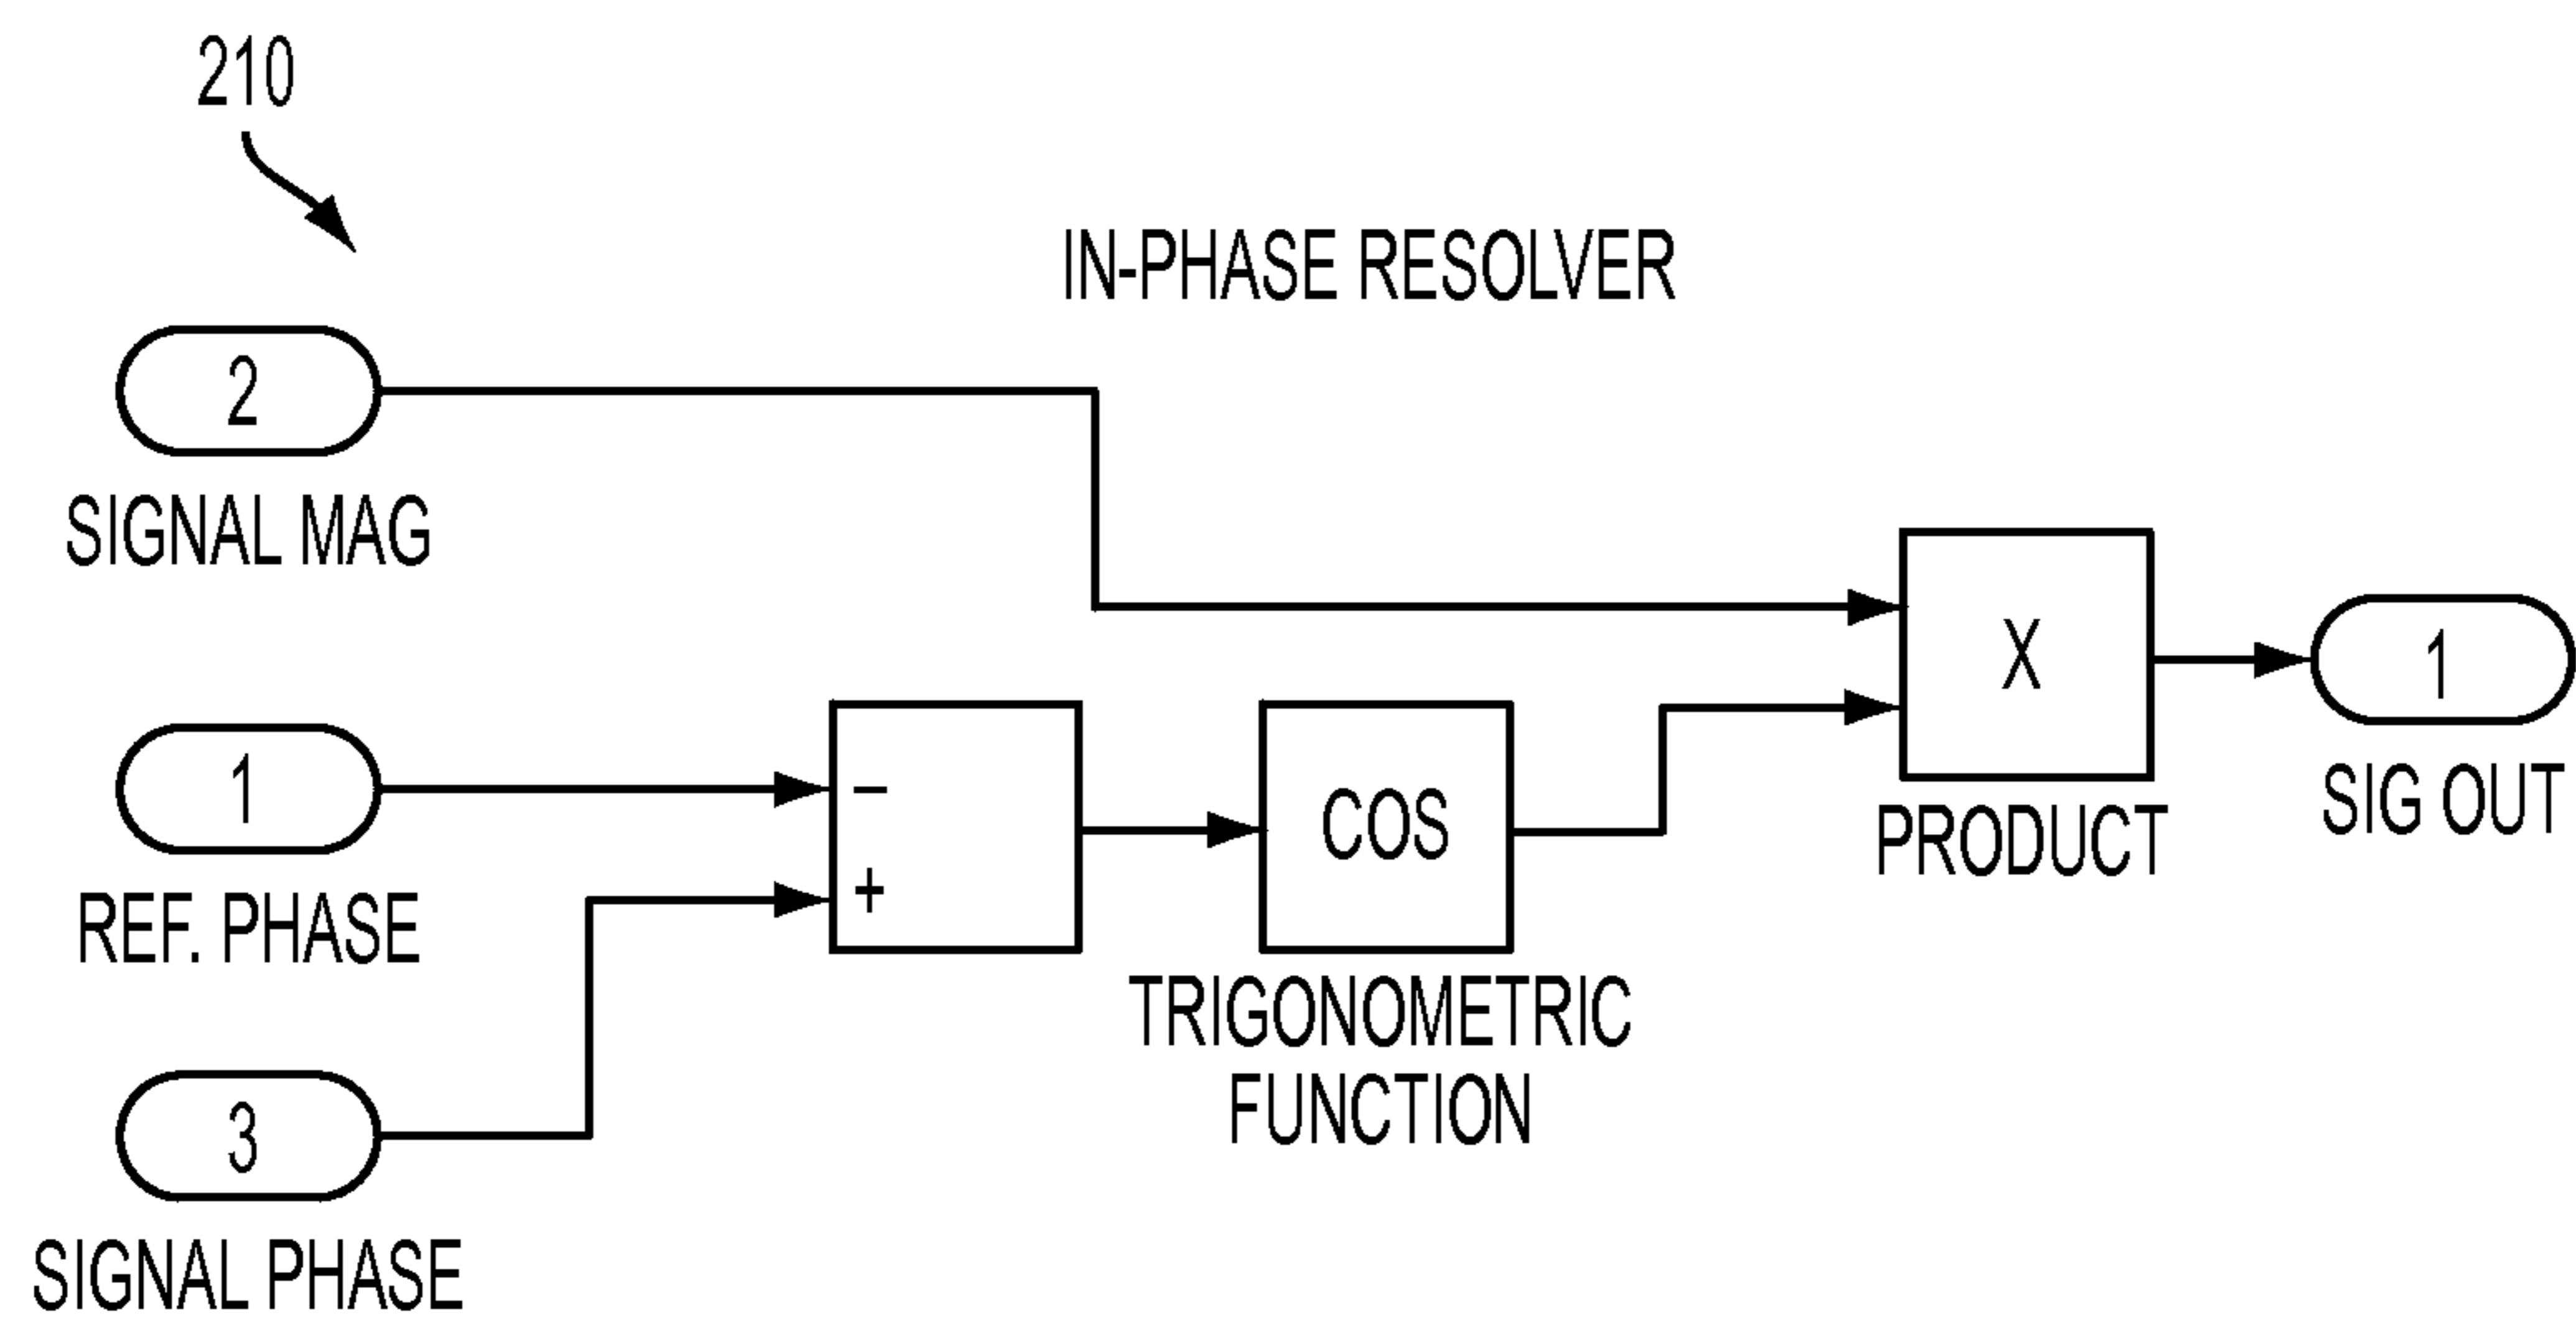 210
IN-PHASE RESOLVER
2
SIGNAL MAG
1
REF. PHASE
3
SIGNAL PHASE
−
+
COS
TRIGONOMETRIC
FUNCTION
X
PRODUCT
1
SIG OUT